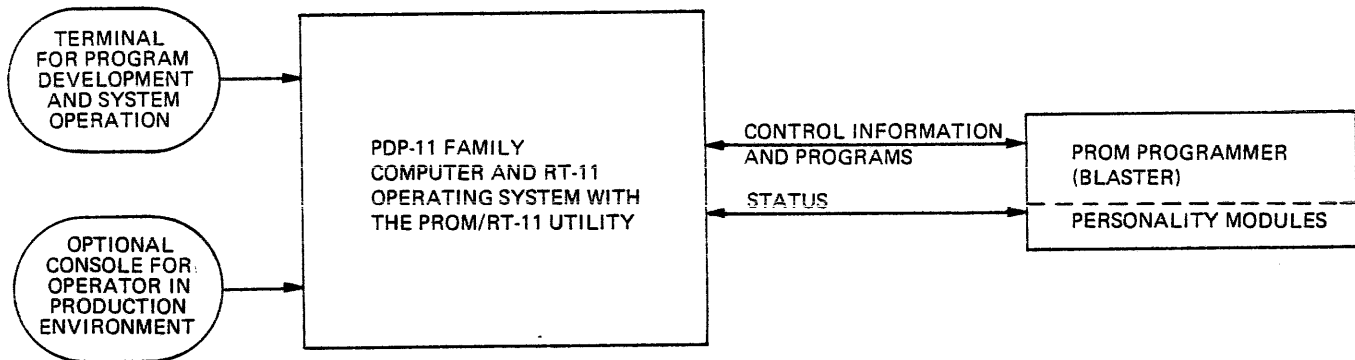 TERMINAL
FOR PROGRAM
DEVELOPMENT
AND SYSTEM
OPERATION
OPTIONAL
CONSOLE FOR
OPERATOR IN
PRODUCTION
ENVIRONMENT
PDP-11 FAMILY
COMPUTER AND RT-11
OPERATING SYSTEM WITH
THE PROM/RT-11 UTILITY
CONTROL INFORMATION
AND PROGRAMS
STATUS
PROM PROGRAMMER
(BLASTER)
PERSONALITY MODULES